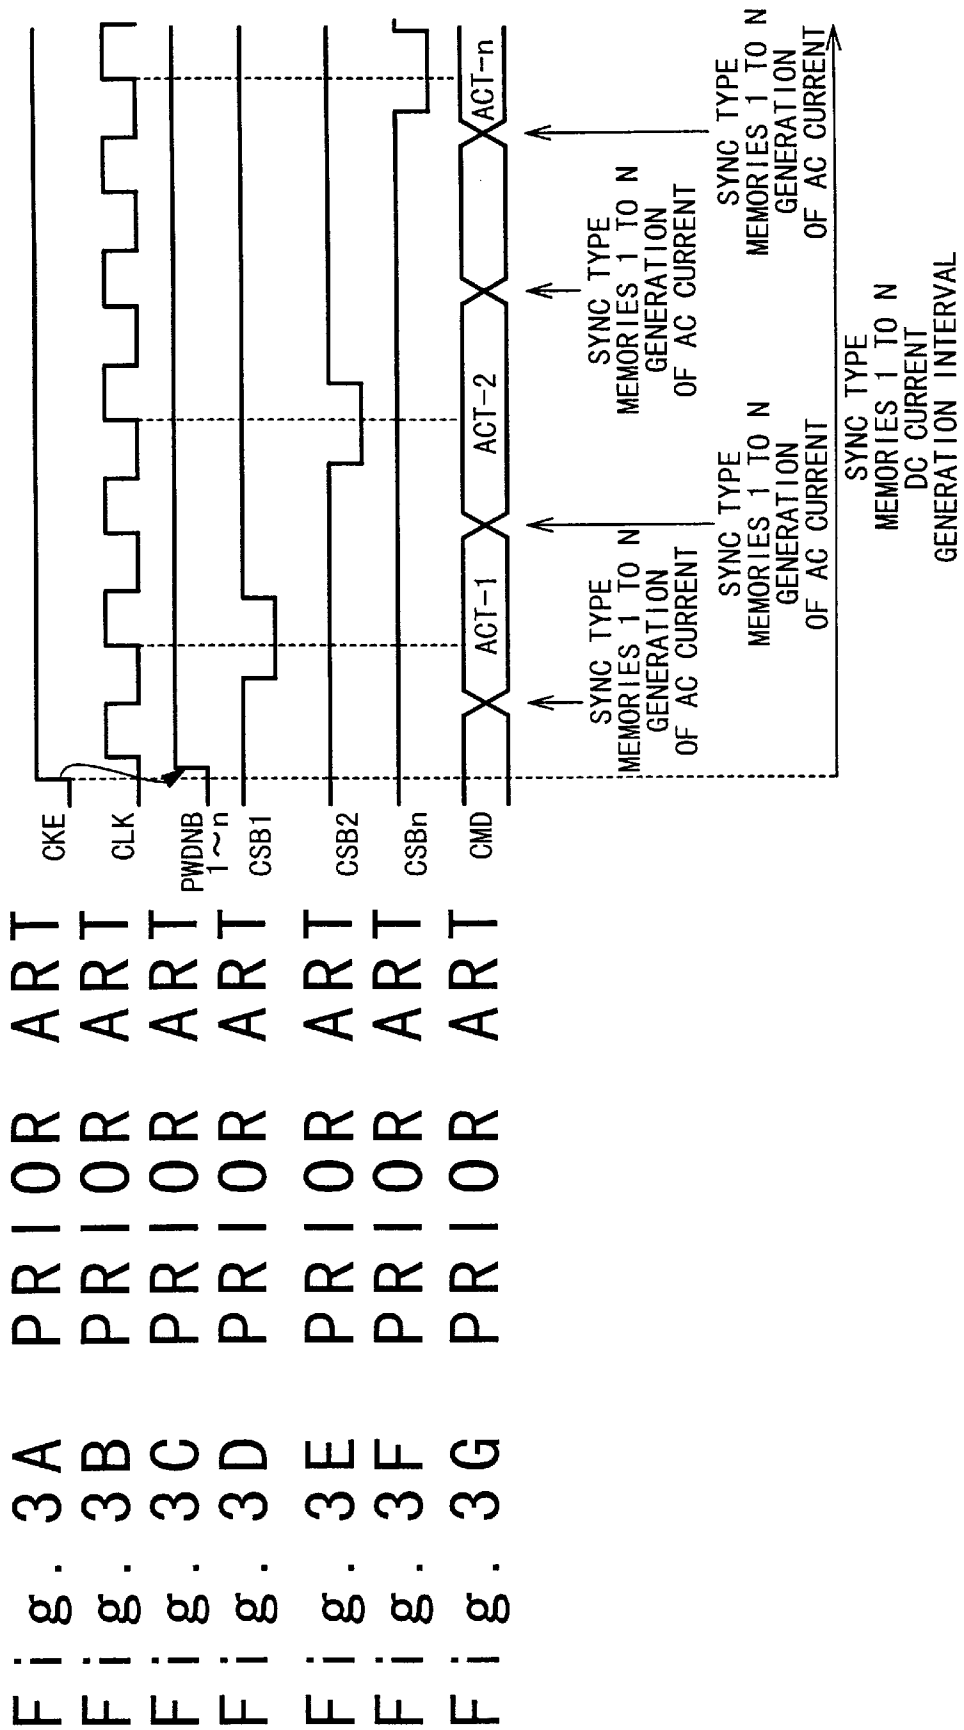 Fig. 3A PRIOR ART CKE
Fig. 3B PRIOR ART CLK
Fig. 3C PRIOR ART PWDNB
1~n
Fig. 3D PRIOR ART CSB1
Fig. 3E PRIOR ART CSB2
Fig. 3F PRIOR ART CSBn
Fig. 3G PRIOR ART CMD ACT-1 ACT-2 ACT-n
SYNC TYPE
MEMORIES 1 TO N
GENERATION
OF AC CURRENT
SYNC TYPE
MEMORIES 1 TO N
GENERATION
OF AC CURRENT
SYNC TYPE
MEMORIES 1 TO N
GENERATION
OF AC CURRENT
SYNC TYPE
MEMORIES 1 TO N
GENERATION
OF AC CURRENT
SYNC TYPE
MEMORIES 1 TO N
DC CURRENT
GENERATION INTERVAL